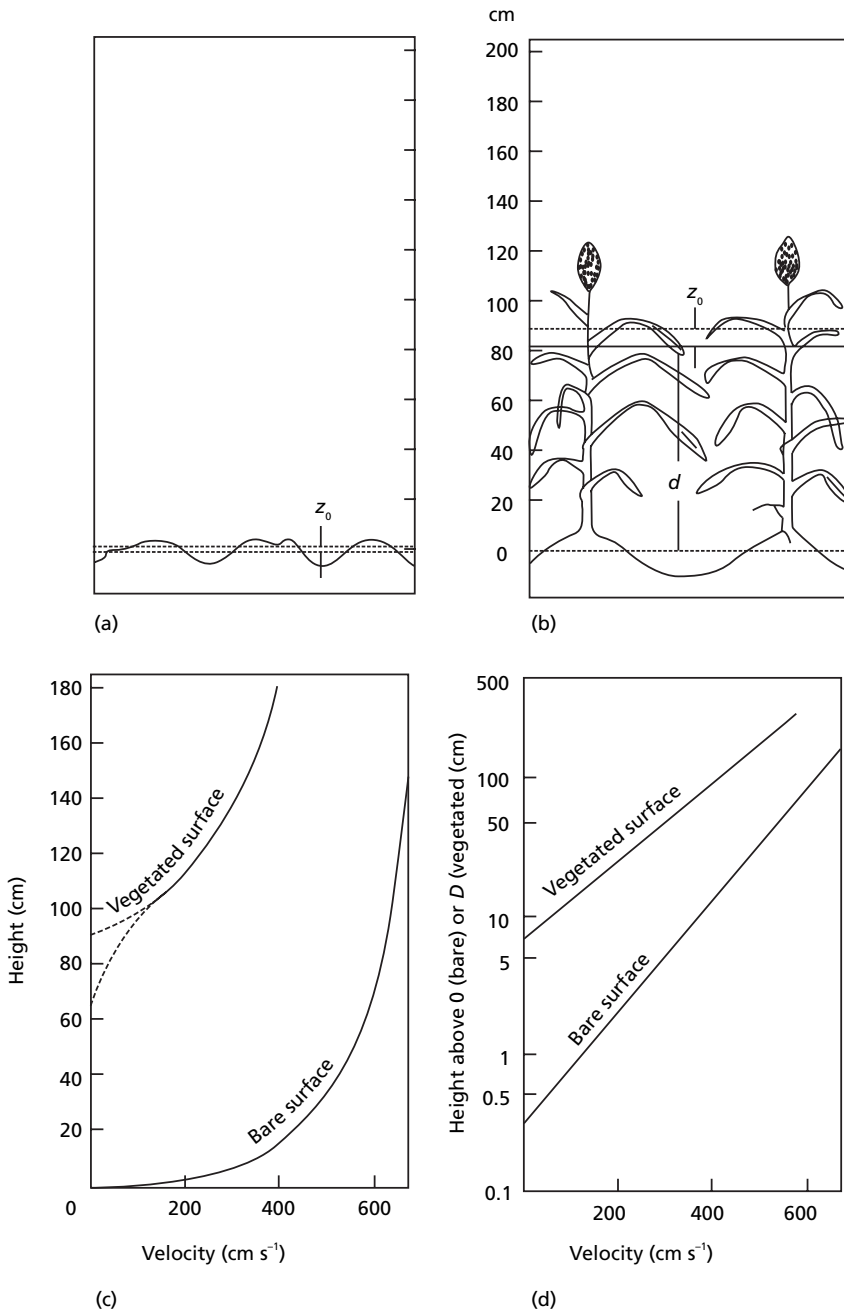 z₀
(a)
cm
200
180
160
140
120
100
80
60
40
20
0
z₀
d
(b)
Height (cm)
180
160
140
120
100
80
60
40
20
0
200
400
600
Vegetated surface
Bare surface
Velocity (cm s⁻¹)
(c)
Height above 0 (bare) or D (vegetated (cm)
500
100
50
10
5
1
0.5
0.1
200
400
600
Vegetated surface
Bare surface
Velocity (cm s⁻¹)
(d)